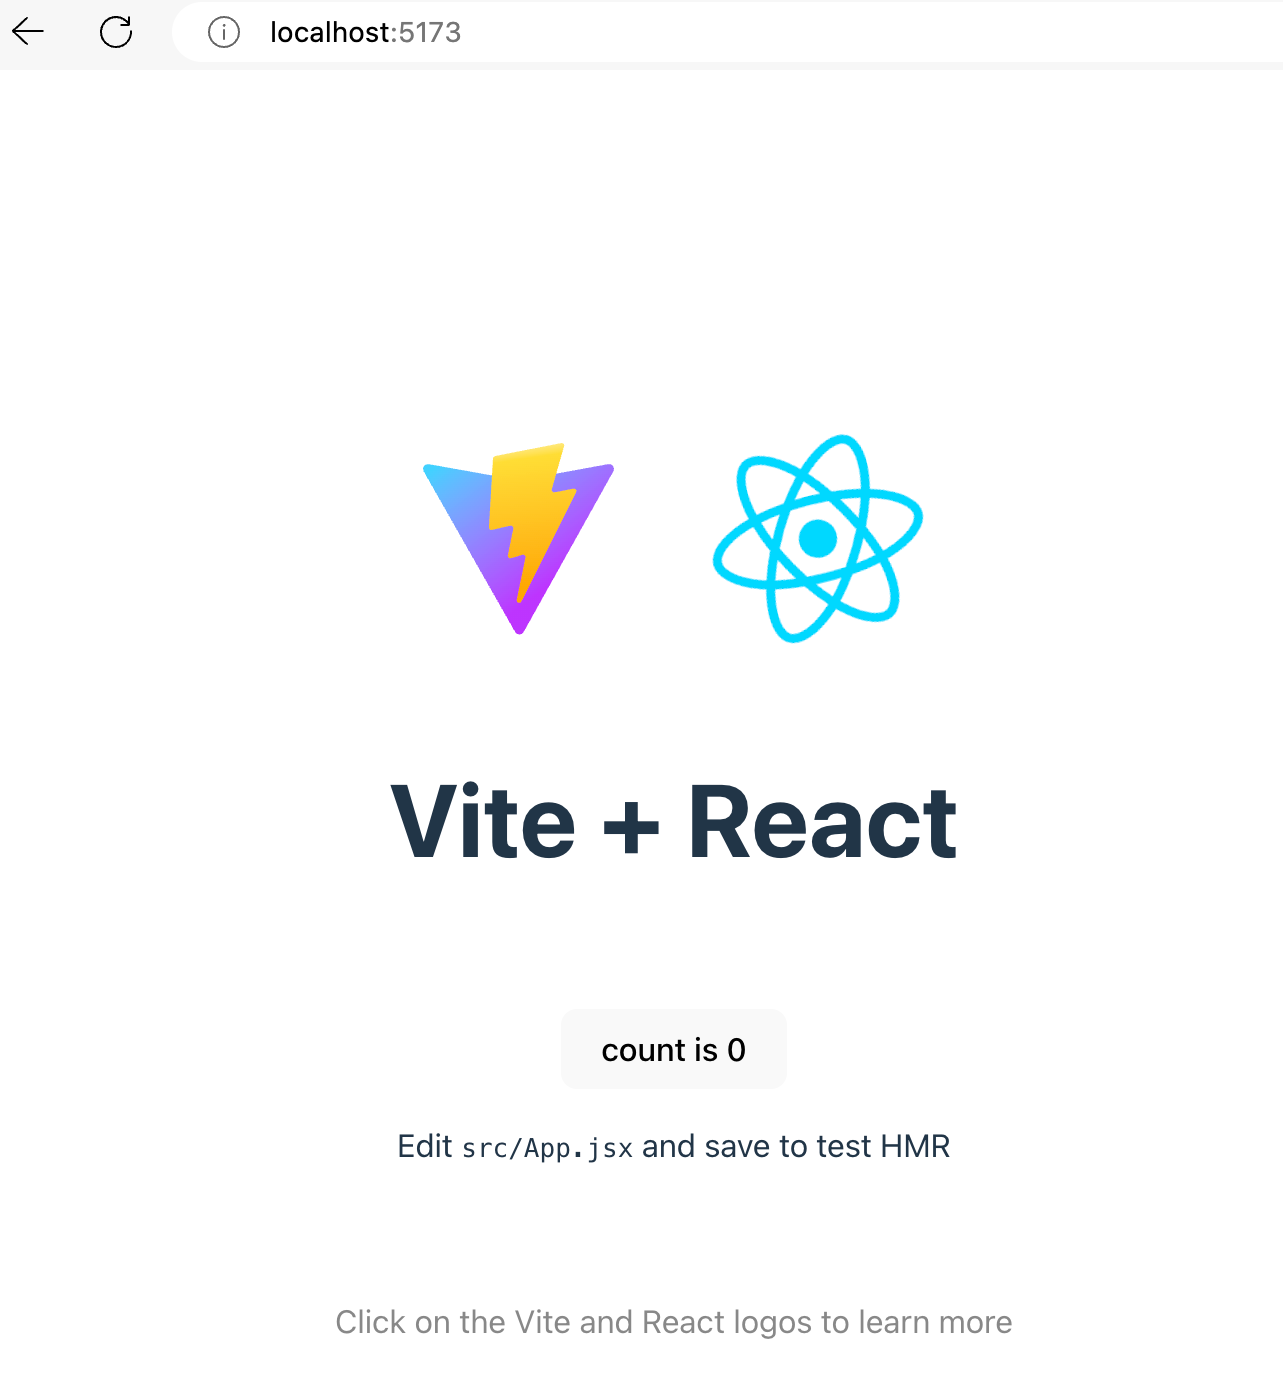 localhost:5173
Vite + React
count is 0
Edit src/App.jsx and save to test HMR
Click on the Vite and React logos to learn more